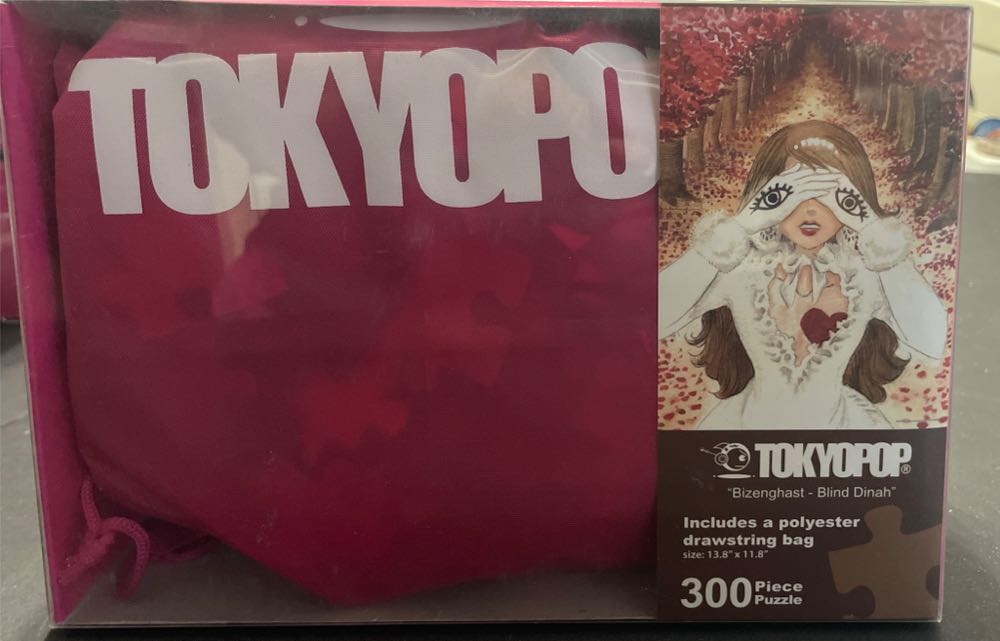 TOKYOPO
TOKYOPOP®
"Bizenghast - Blind Dinah"
Includes a polyester
drawstring bag
size: 13.8" x 11.8"
300 Piece
Puzzle